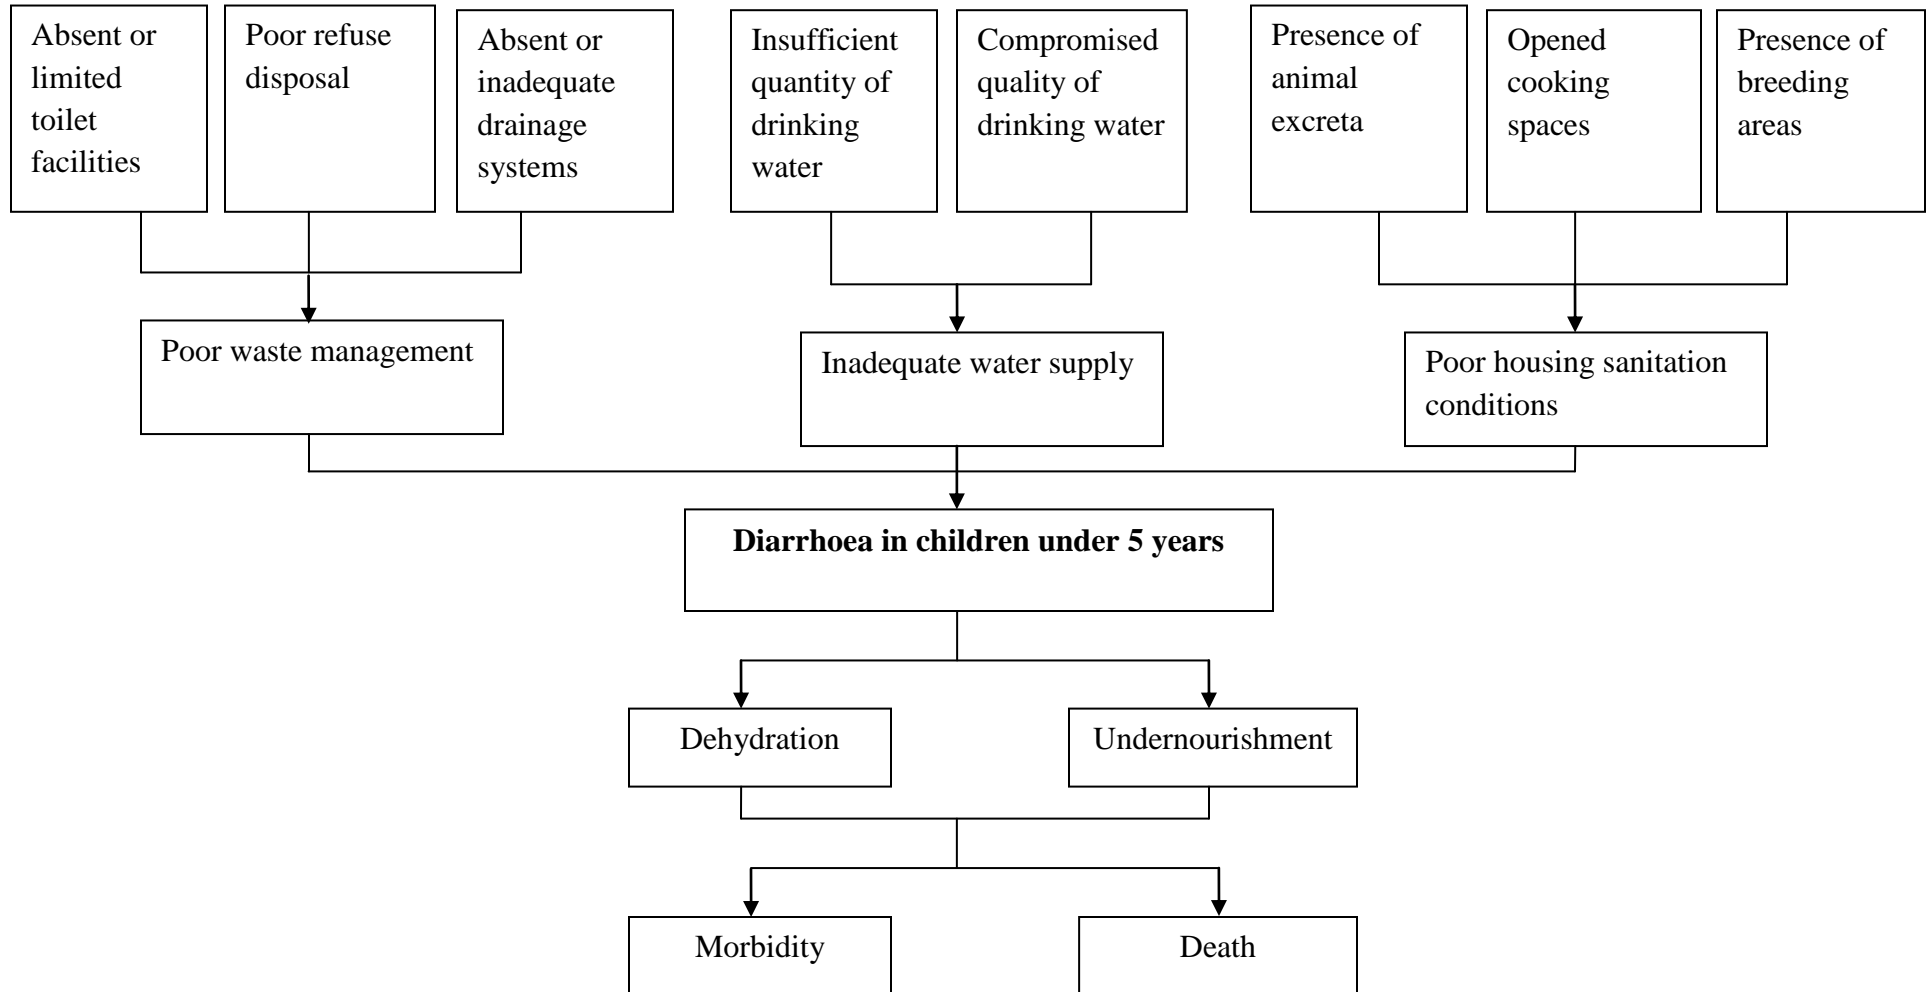 Absent or
limited
toilet
facilities
Poor refuse
disposal
Absent or
inadequate
drainage
systems
Insufficient
quantity of
drinking
water
Compromised
quality of
drinking water
Presence of
animal
excreta
Opened
cooking
spaces
Presence of
breeding
areas
Poor waste management
Inadequate water supply
Poor housing sanitation
conditions
Diarrhoea in children under 5 years
Dehydration
Undernourishment
Morbidity
Death